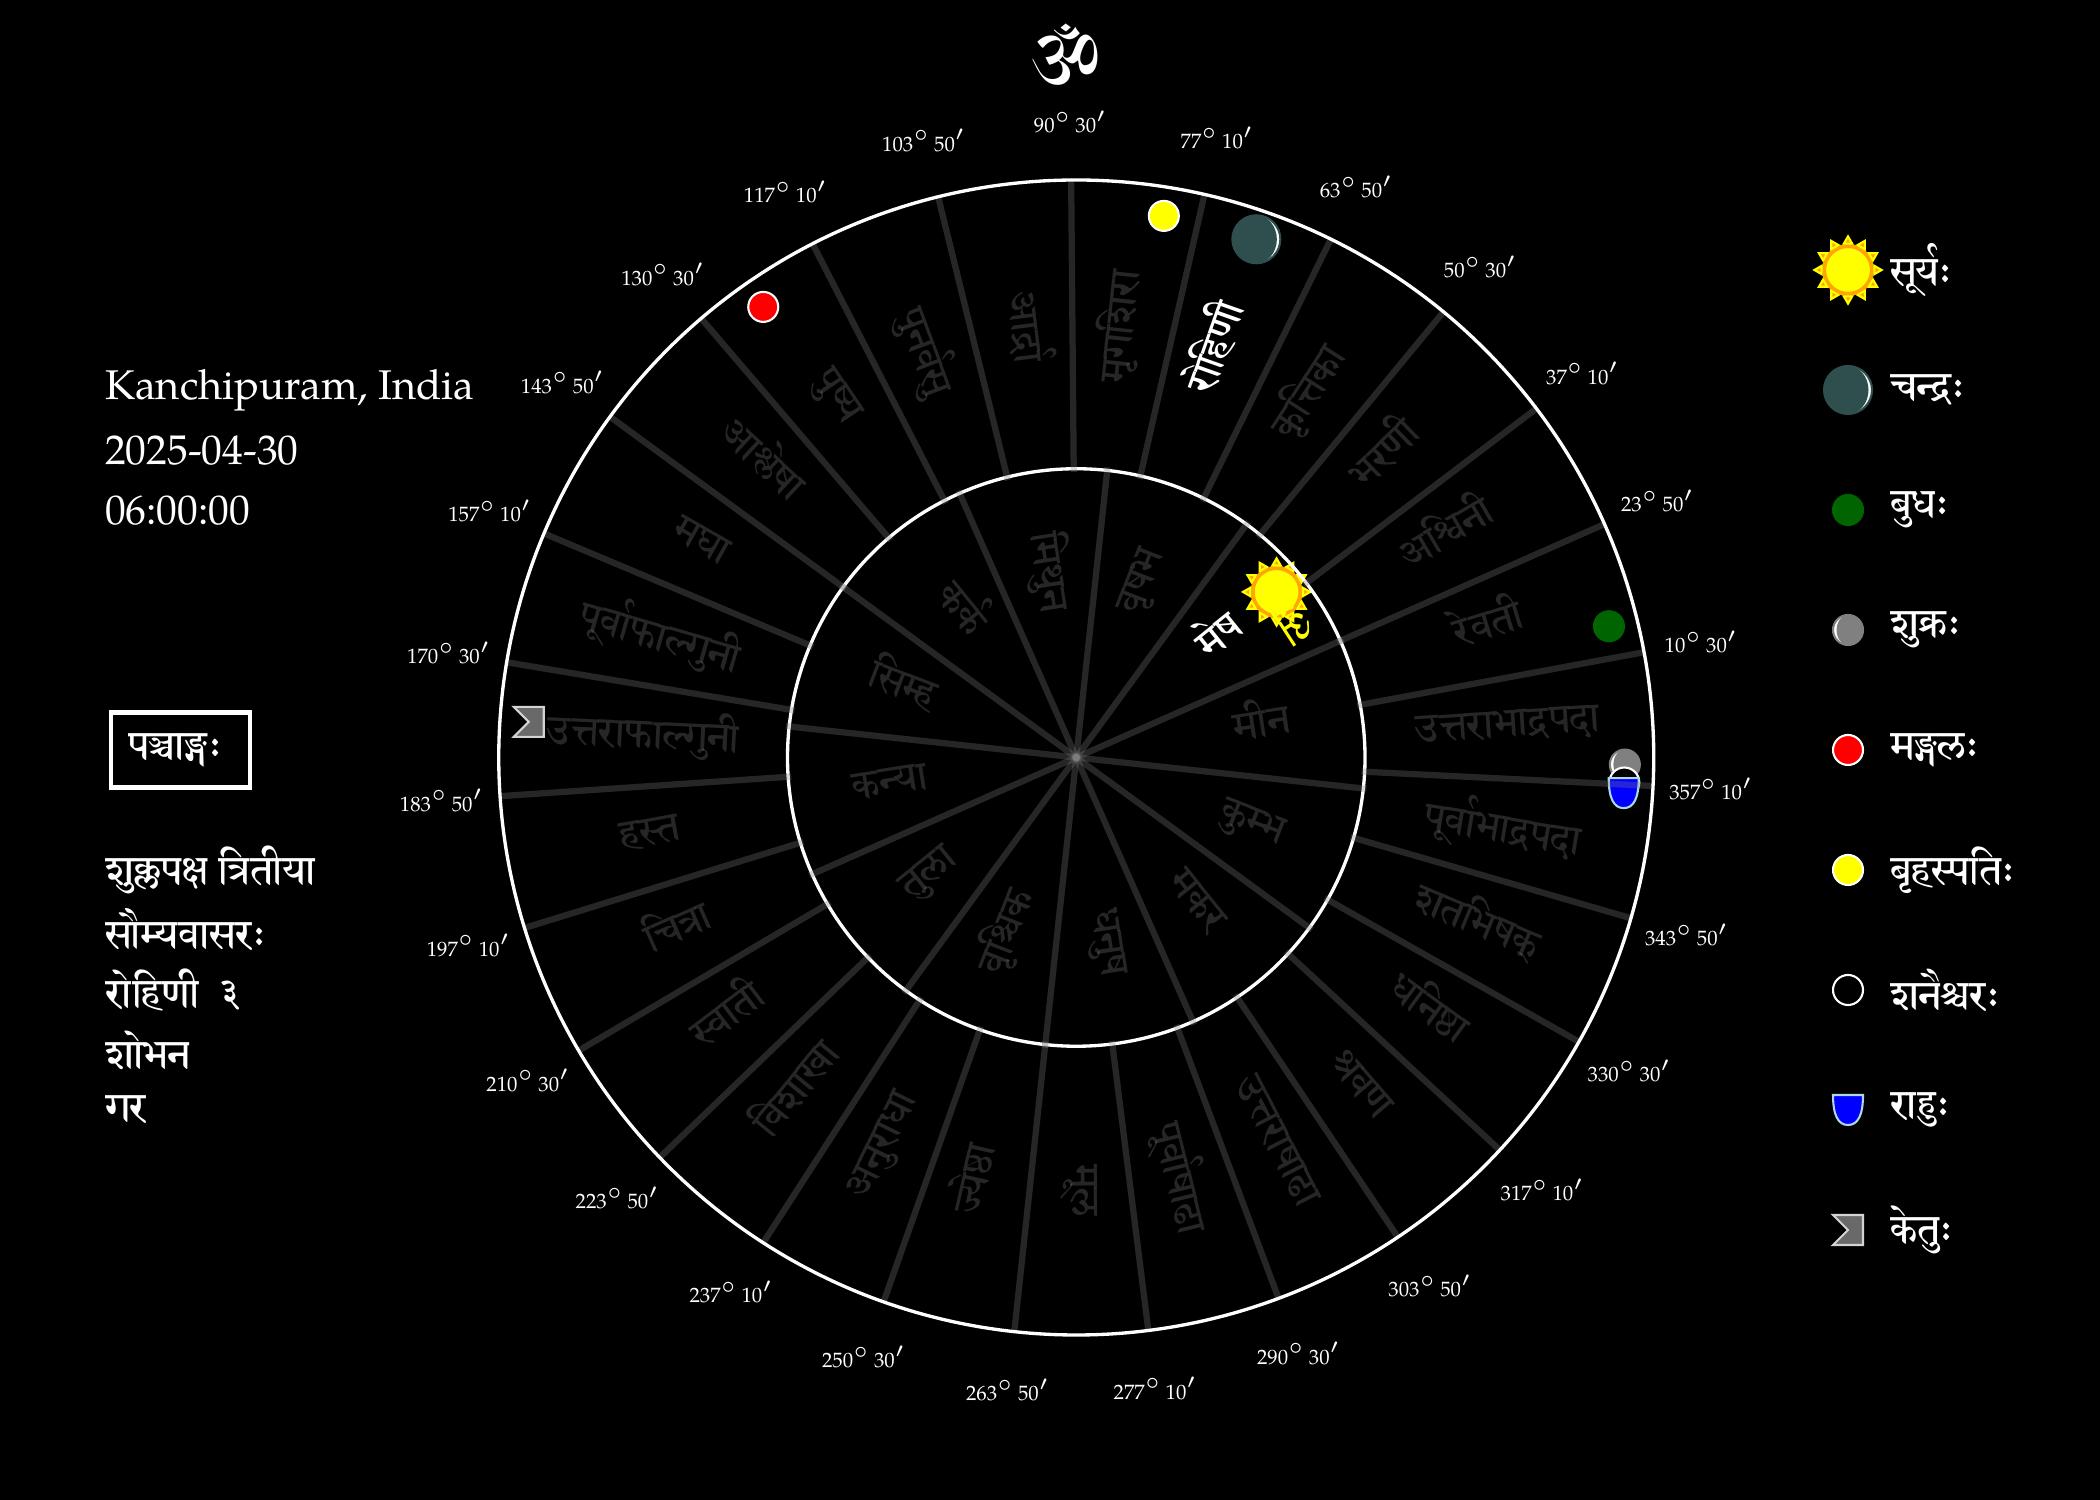 ॐ
Kanchipuram, India
2025-04-30
06:00:00
पञ्चाङ्गः
शुक्लपक्ष त्रितीया
सौम्यवासरः
रोहिणी ३
शोभन
गर
90° 30′
77° 10′
63° 50′
50° 30′
37° 10′
23° 50′
10° 30′
357° 10′
343° 50′
330° 30′
317° 10′
303° 50′
290° 30′
277° 10′
263° 50′
250° 30′
237° 10′
223° 50′
210° 30′
197° 10′
183° 50′
170° 30′
157° 10′
143° 50′
130° 30′
117° 10′
103° 50′
मृगशिरा
रोहिणी
कृत्तिका
भरणी
अश्विनी
रेवती
उत्तराभाद्रपदा
पूर्वाभाद्रपदा
शतभिषक्
धनिष्ठा
श्रवण
उत्तराषाढा
पूर्वाषाढा
मूल
ज्येष्ठा
अनुराधा
विशाखा
स्वाती
चित्रा
हस्त
उत्तराफाल्गुनी
पूर्वाफाल्गुनी
मघा
आश्लेषा
पुष्य
पुनर्वसु
आर्द्रा
वृषभ
मेष
मीन
कुम्भ
मकर
धनुष
वृश्चिक
तुला
कन्या
सिम्ह
कर्क
मिथुन
सूर्यः
चन्द्रः
बुधः
शुक्रः
मङ्गलः
बृहस्पतिः
शनैश्चरः
राहुः
केतुः